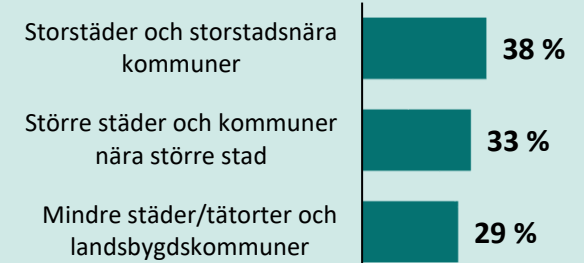 Storstäder och storstadsnära
kommuner
38 %
Större städer och kommuner
nära större stad
33 %
Mindre städer/tätorter och
landsbygdskommuner
29 %